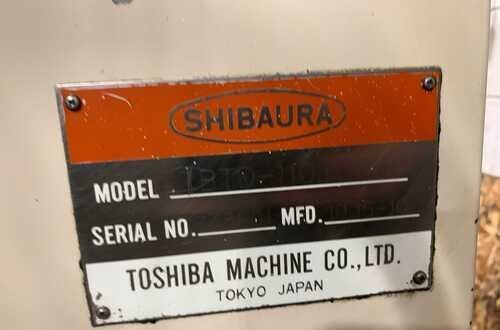 SHIBAURA
MODEL
SERIAL NO. MFD.
TOSHIBA MACHINE CO., LTD.
TOKYO JAPAN